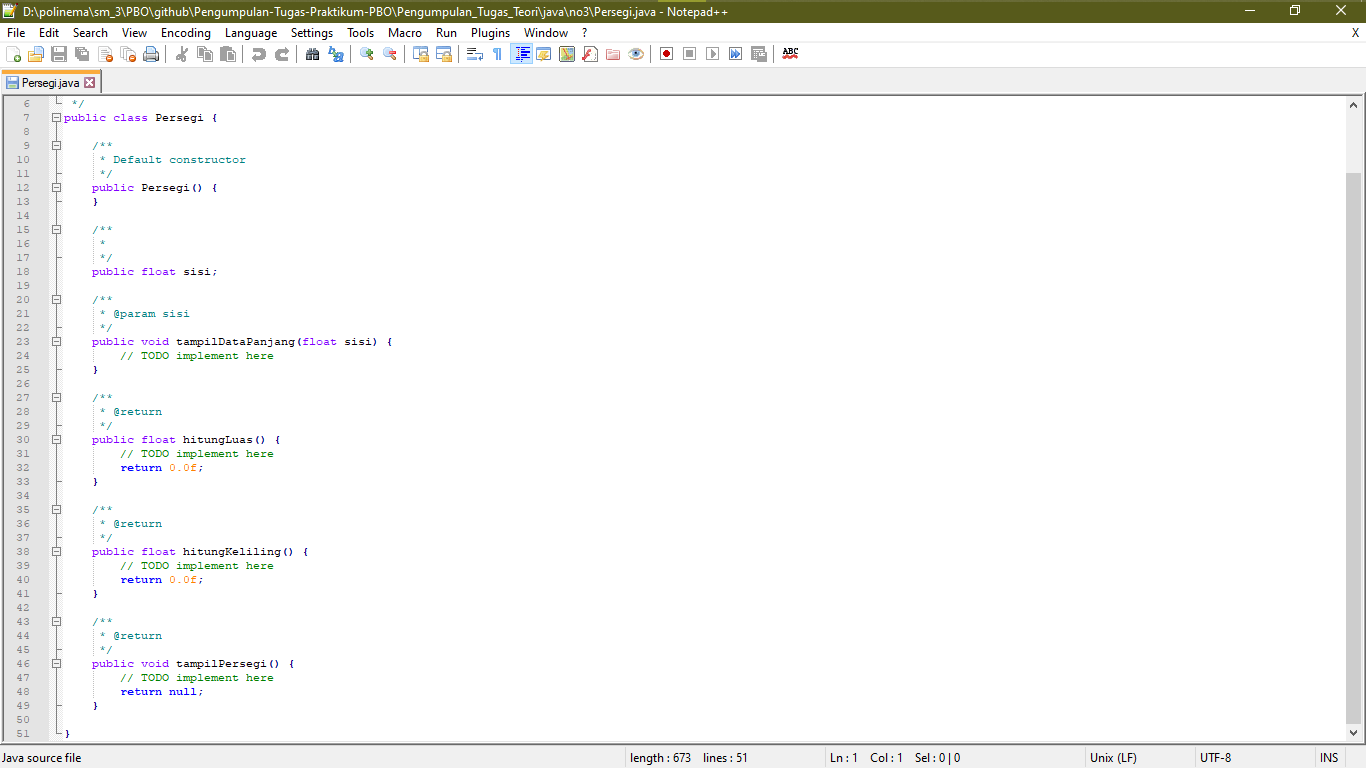 D:\polinema\sm_3\PBO\github\Pengumpulan-Tugas-Praktikum-PBO\Pengumpulan_Tugas_Teori\java\no3\Persegi.java - Notepad++
File Edit Search View Encoding Language Settings Tools Macro Run Plugins Window ? X
ABC
Persegi.java
6 */
7 public class Persegi {
8
9 /**
10 * Default constructor
11 */
12 public Persegi() {
13 }
14
15 /**
16 *
17 */
18 public float sisi;
19
20 /**
21 * @param sisi
22 */
23 public void tampilDataPanjang(float sisi) {
24 // TODO implement here
25 }
26
27 /**
28 * @return
29 */
30 public float hitungLuas() {
31 // TODO implement here
32 return 0.0f;
33 }
34
35 /**
36 * @return
37 */
38 public float hitungKeliling() {
39 // TODO implement here
40 return 0.0f;
41 }
42
43 /**
44 * @return
45 */
46 public void tampilPersegi() {
47 // TODO implement here
48 return null;
49 }
50
51 }
Java source file length : 673 lines : 51 Ln : 1 Col : 1 Sel : 0 | 0 Unix (LF) UTF-8 INS